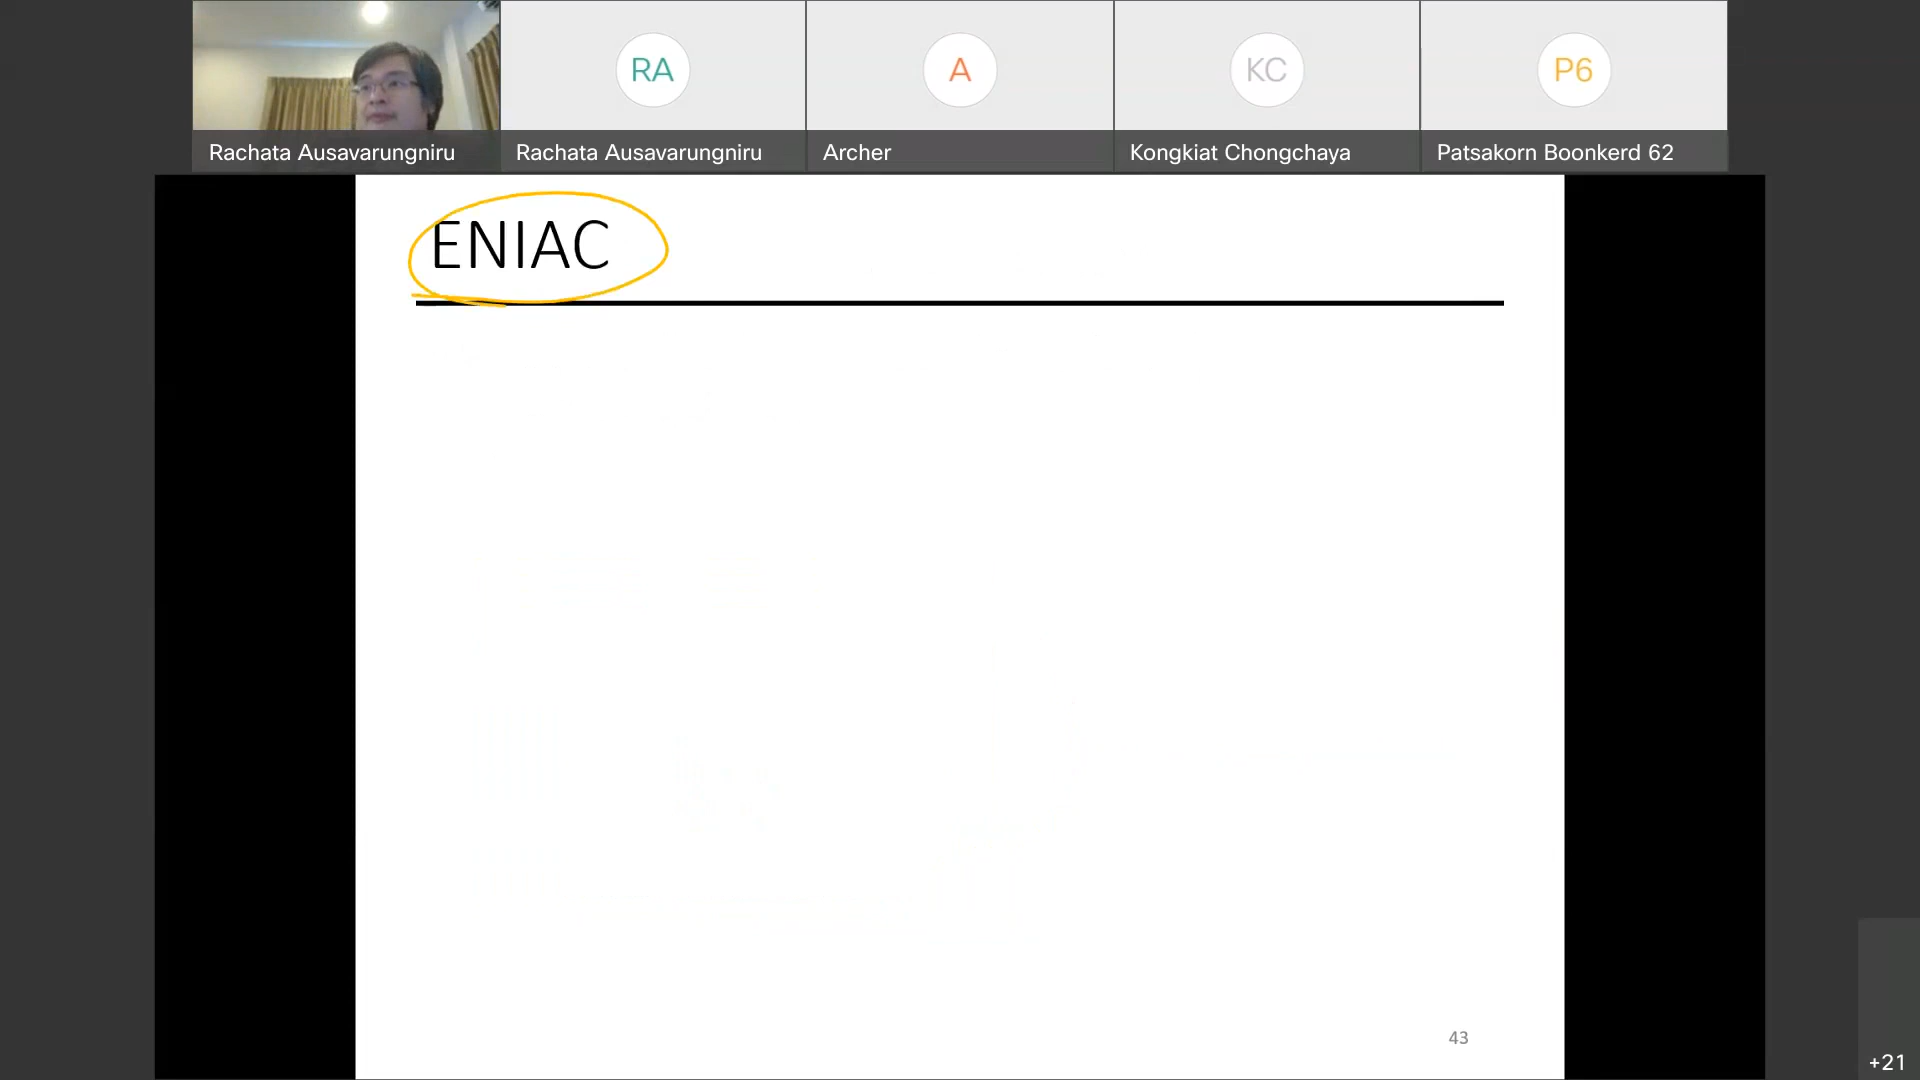 RA
A
KC
P6
Rachata Ausavarungniru
Rachata Ausavarungniru
Archer
Kongkiat Chongchaya
Patsakorn Boonkerd 62
ENIAC
43
+21